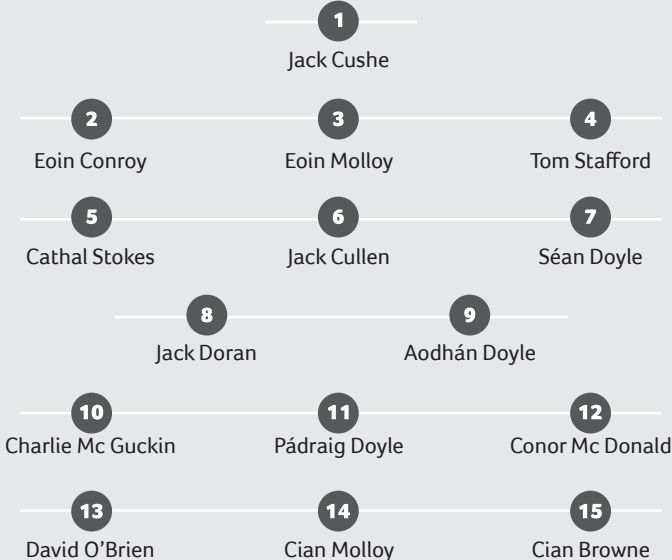 1
Jack Cushe
2 3 4
Eoin Conroy Eoin Molloy Tom Stafford
5 6 7
Cathal Stokes Jack Cullen Séan Doyle
8 9
Jack Doran Aodhán Doyle
10 11 12
Charlie Mc Guckin Pádraig Doyle Conor Mc Donald
13 14 15
David O’Brien Cian Molloy Cian Browne